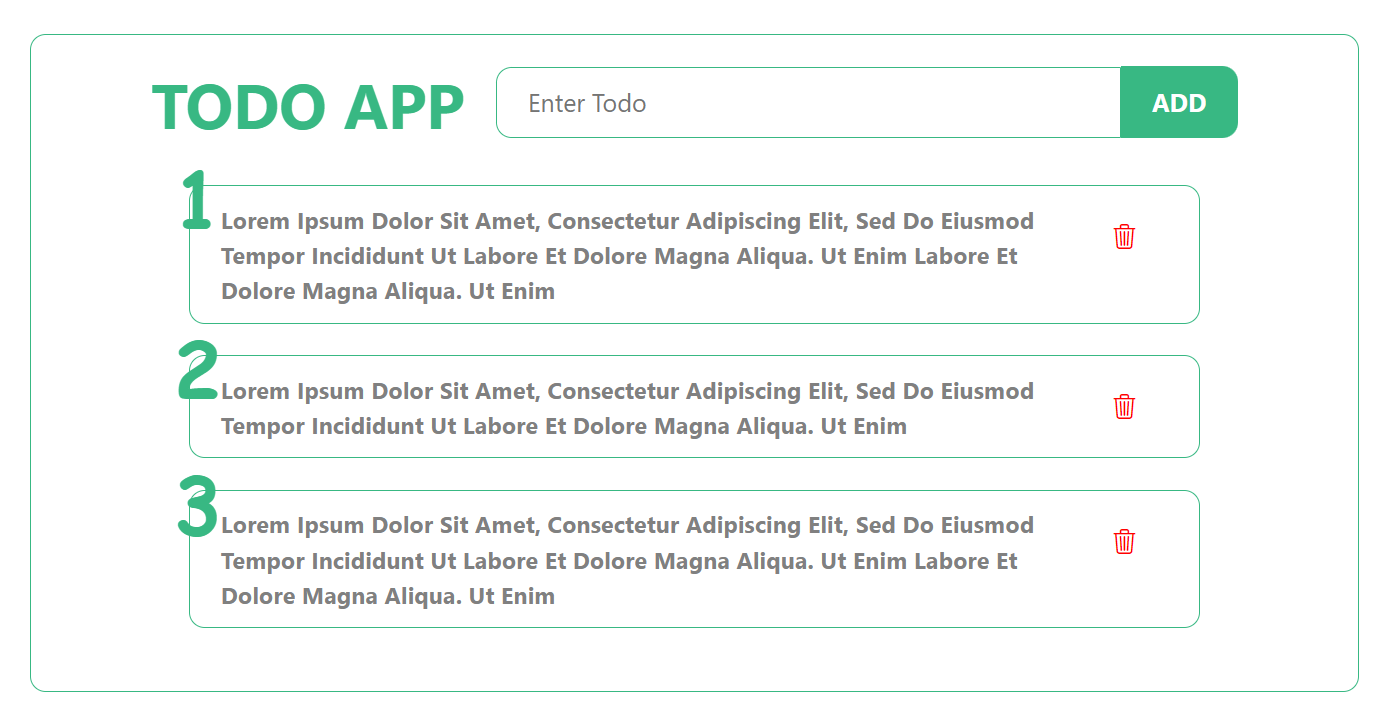 TODO APP
Enter Todo
ADD
1
Lorem Ipsum Dolor Sit Amet, Consectetur Adipiscing Elit, Sed Do Eiusmod
Tempor Incididunt Ut Labore Et Dolore Magna Aliqua. Ut Enim Labore Et
Dolore Magna Aliqua. Ut Enim
2
Lorem Ipsum Dolor Sit Amet, Consectetur Adipiscing Elit, Sed Do Eiusmod
Tempor Incididunt Ut Labore Et Dolore Magna Aliqua. Ut Enim
3
Lorem Ipsum Dolor Sit Amet, Consectetur Adipiscing Elit, Sed Do Eiusmod
Tempor Incididunt Ut Labore Et Dolore Magna Aliqua. Ut Enim Labore Et
Dolore Magna Aliqua. Ut Enim